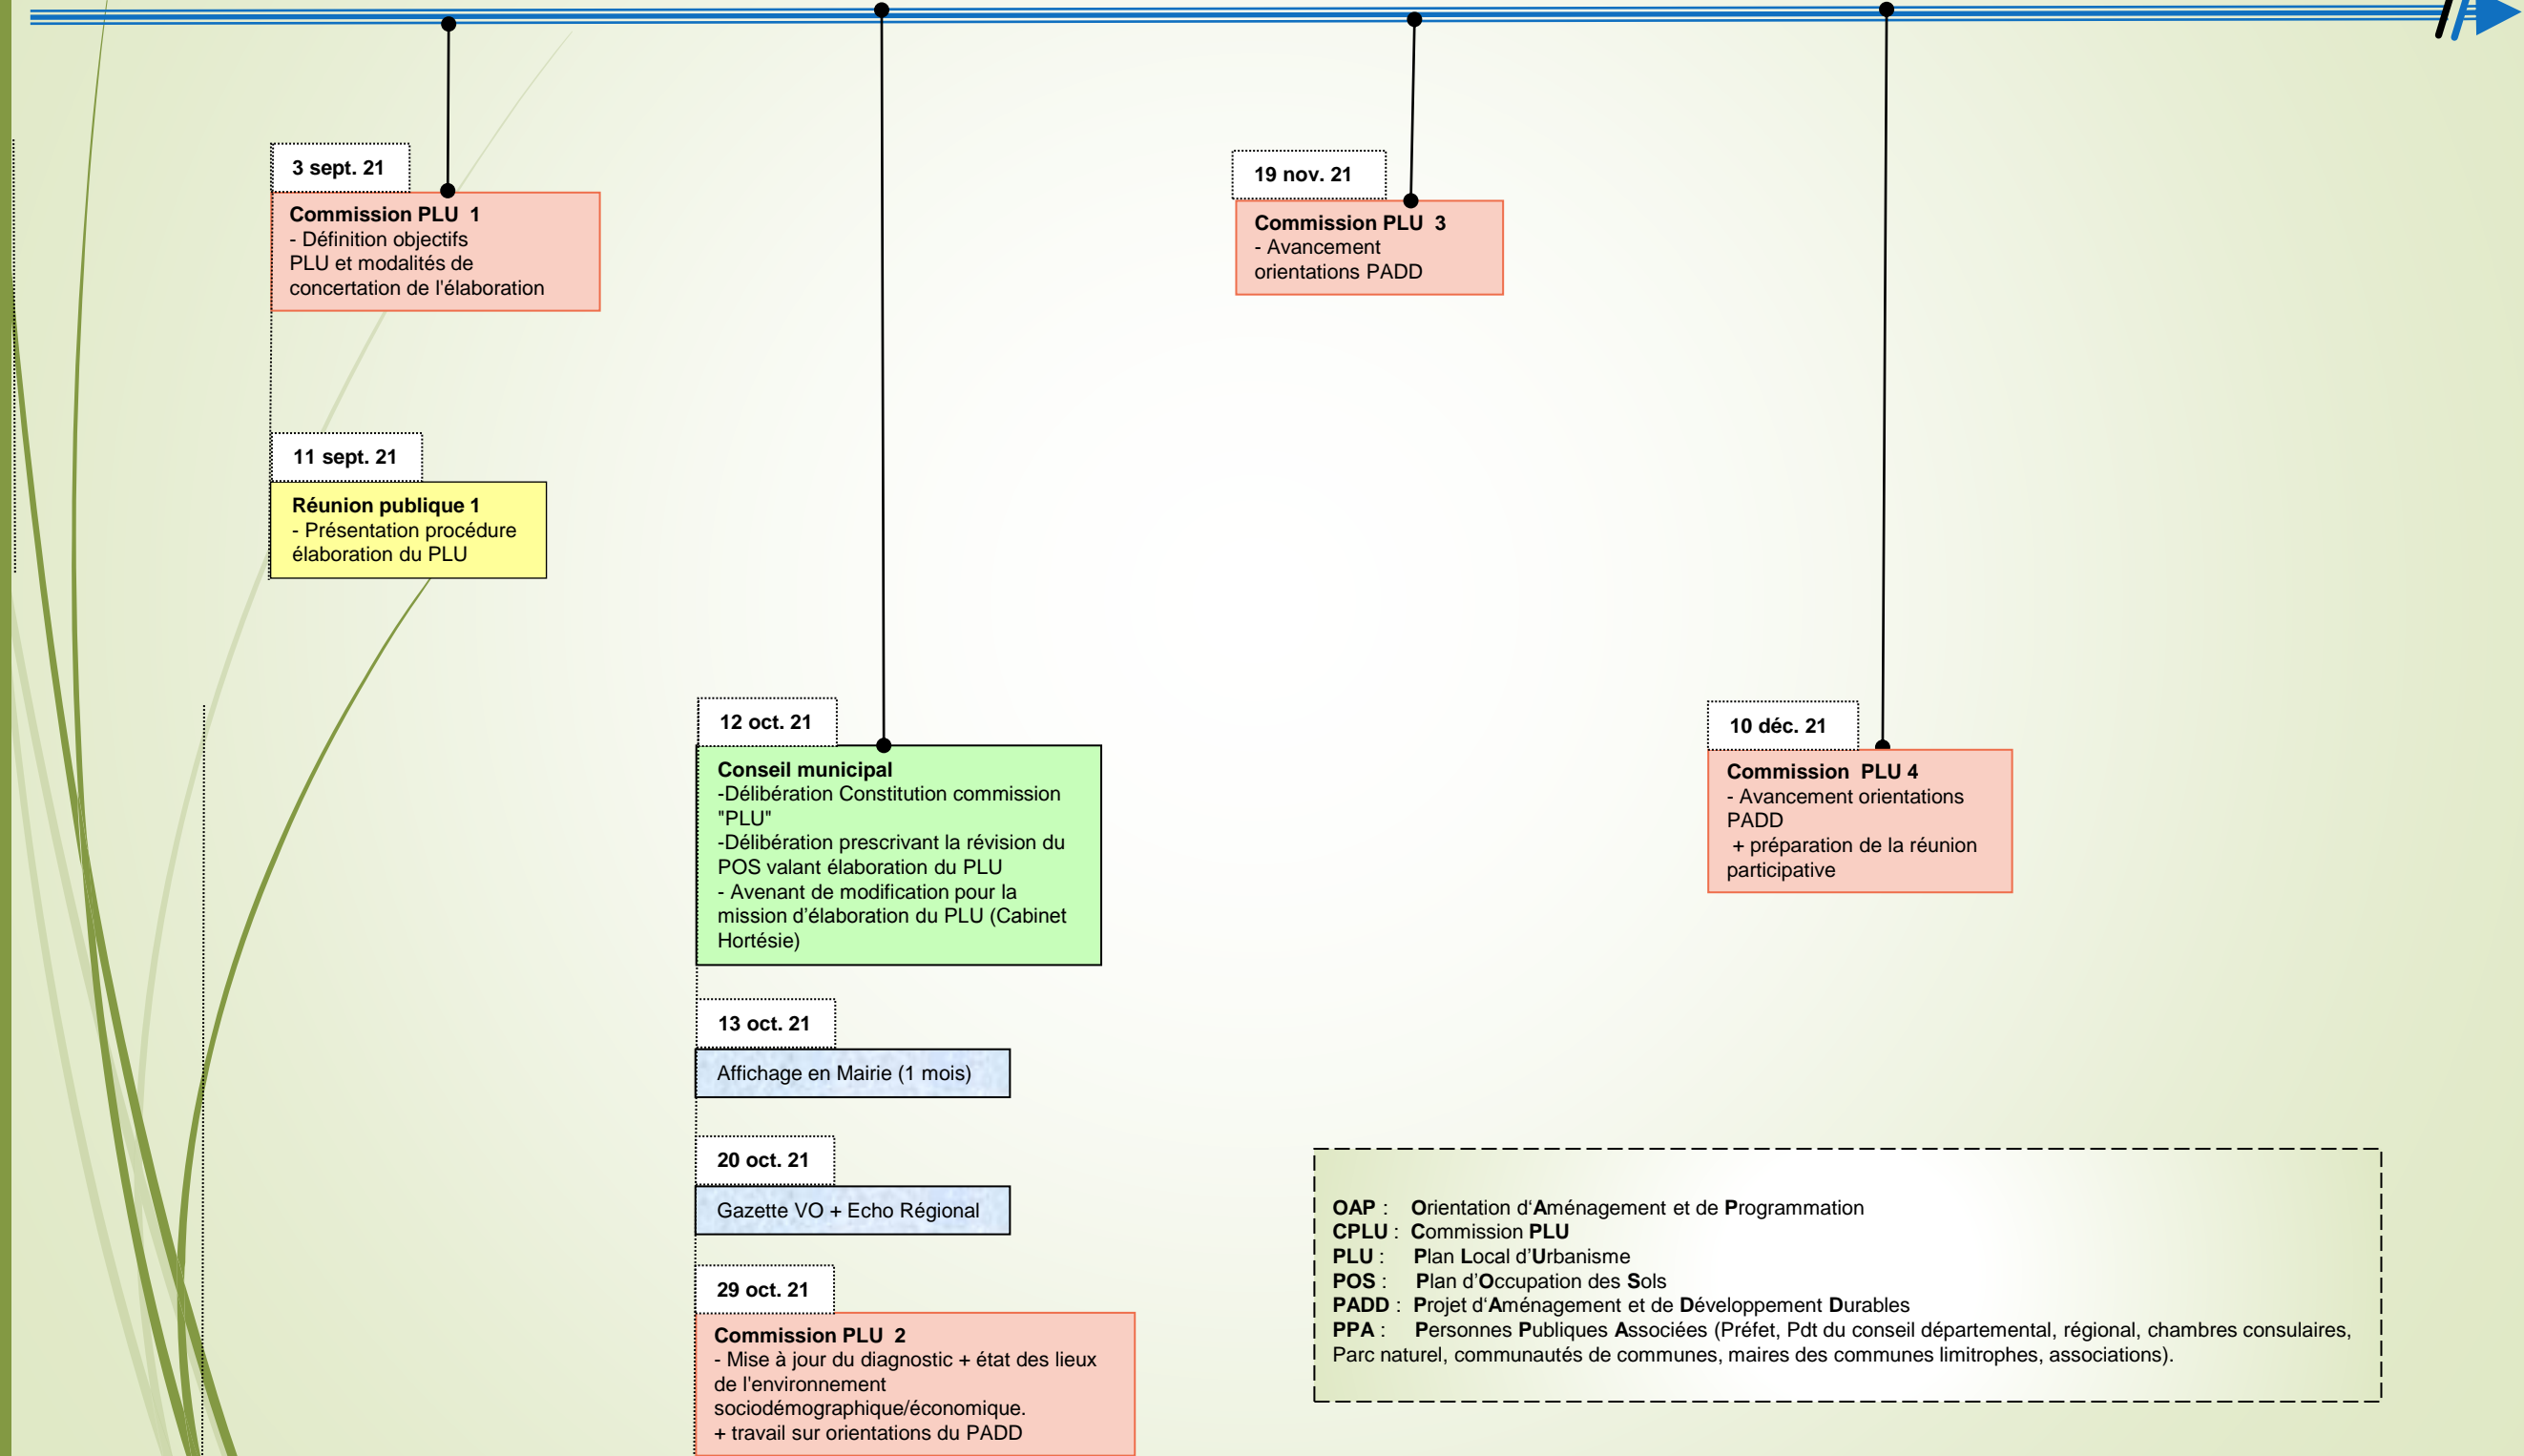 3 sept. 21
Commission PLU  1
- Définition objectifs
PLU et modalités de
concertation de l'élaboration
11 sept. 21
Réunion publique 1
- Présentation procédure
élaboration du PLU
12 oct. 21
Conseil municipal
-Délibération Constitution commission
"PLU"
-Délibération prescrivant la révision du
POS valant élaboration du PLU
- Avenant de modification pour la
mission d’élaboration du PLU (Cabinet
Hortésie)
13 oct. 21
Affichage en Mairie (1 mois)
20 oct. 21
Gazette VO + Echo Régional
29 oct. 21
Commission PLU  2
- Mise à jour du diagnostic + état des lieux
de l'environnement
sociodémographique/économique.
+ travail sur orientations du PADD
19 nov. 21
Commission PLU  3
- Avancement
orientations PADD
10 déc. 21
Commission  PLU 4
- Avancement orientations
PADD
+ préparation de la réunion
participative
OAP :    Orientation d‘Aménagement et de Programmation
CPLU :  Commission PLU
PLU :     Plan Local d’Urbanisme
POS :     Plan d’Occupation des Sols
PADD :  Projet d‘Aménagement et de Développement Durables
PPA :     Personnes Publiques Associées (Préfet, Pdt du conseil départemental, régional, chambres consulaires,
Parc naturel, communautés de communes, maires des communes limitrophes, associations).